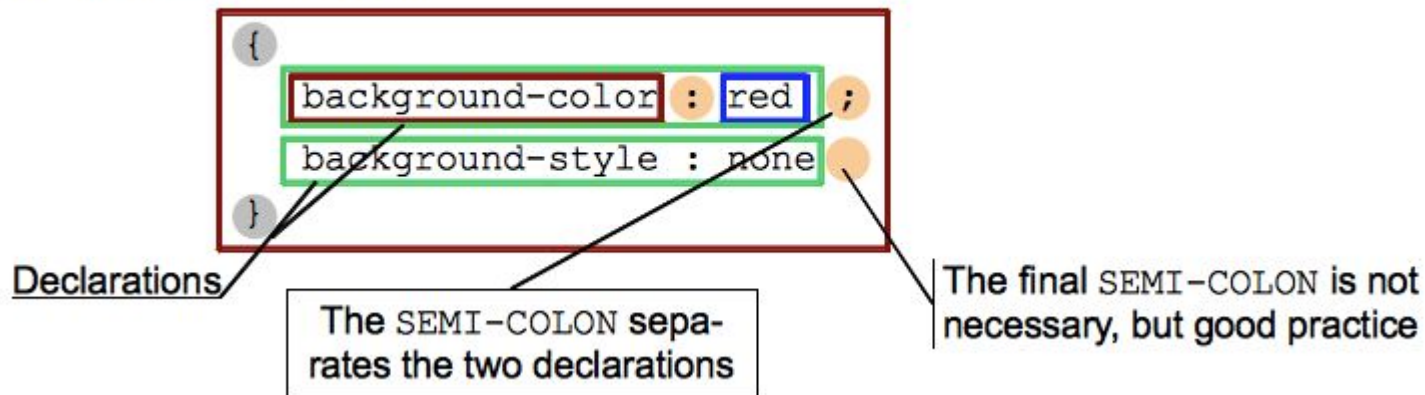 {
background-color : red ;
background-style : none
}
Declarations
The SEMI-COLON sepa-
rates the two declarations
The final SEMI-COLON is not
necessary, but good practice